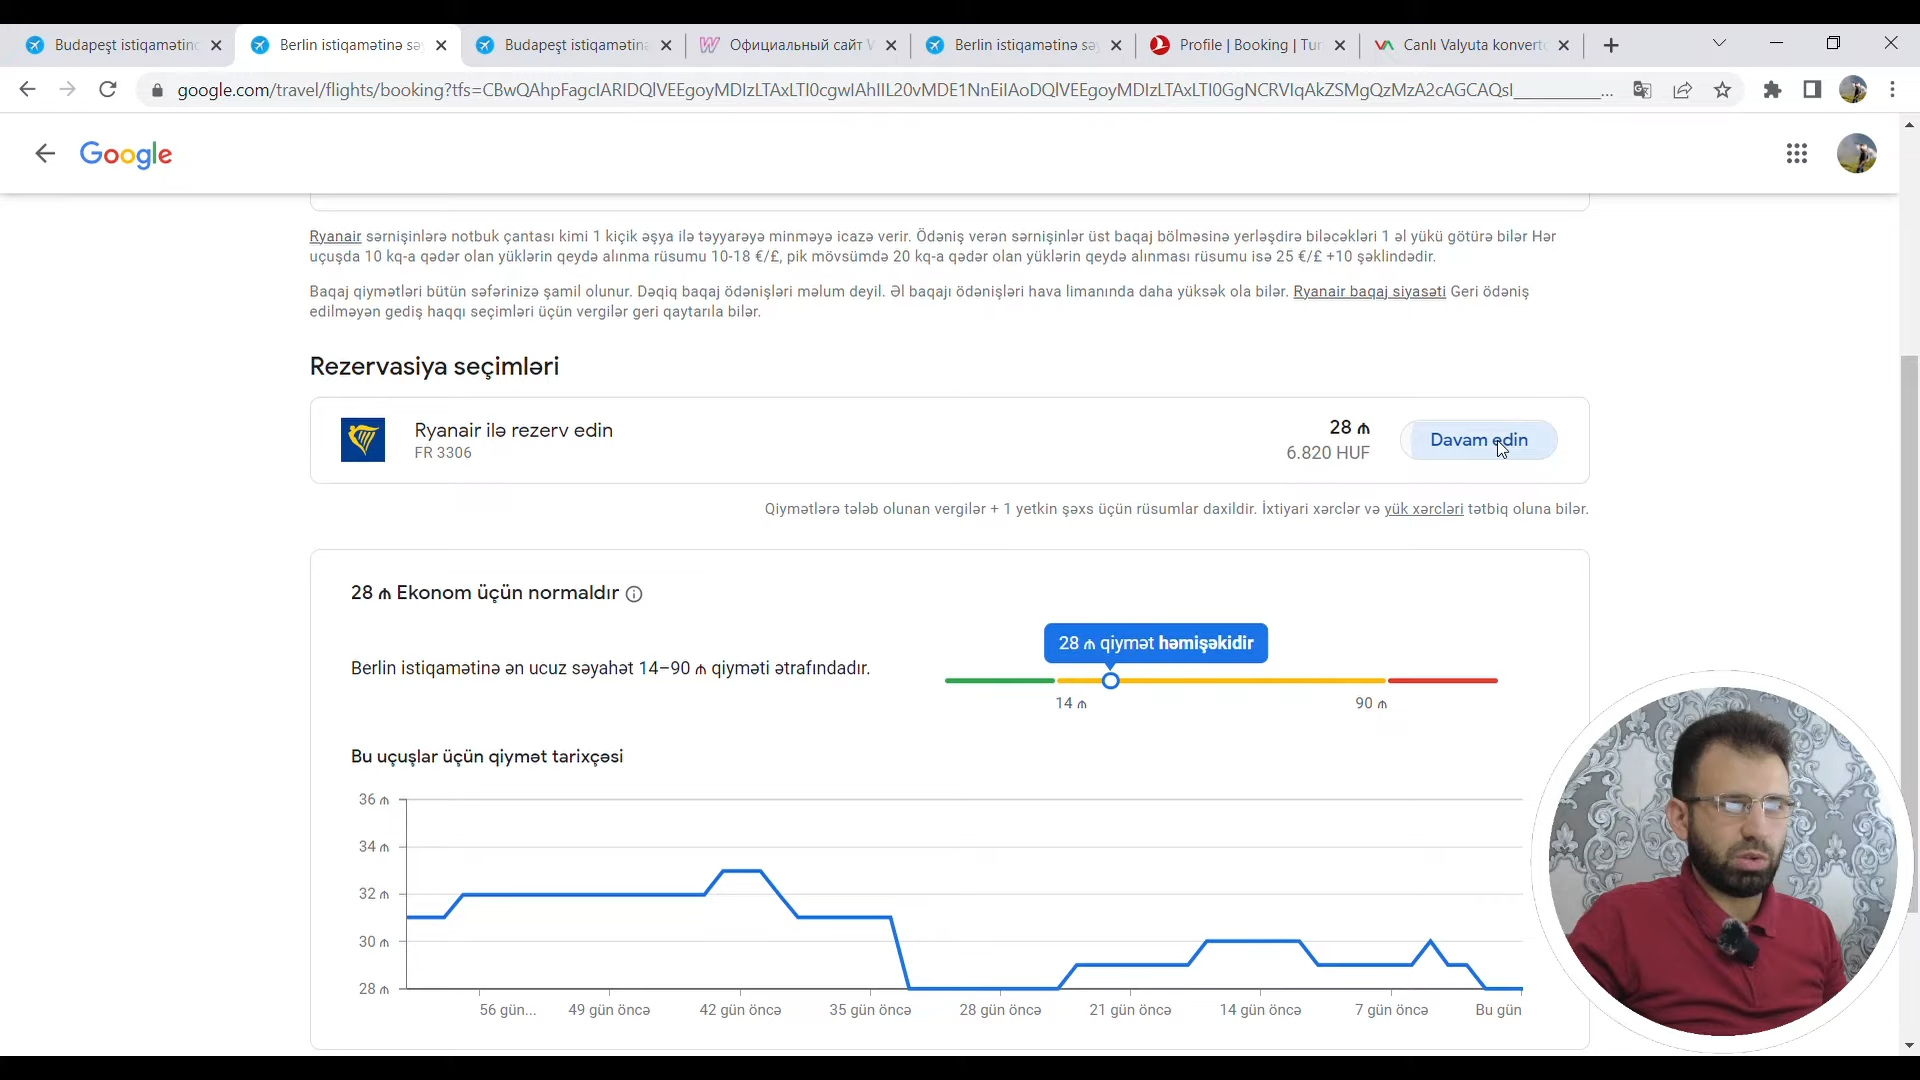 Budapeşt istiqamətinə
Berlin istiqamətinə sə
Budapeşt istiqamətinə
Официальный сайт
Berlin istiqamətinə səy
Profile | Booking | Tur
Canlı Valyuta konverto
google.com/travel/flights/booking?tfs=CBwQAhpFagcIARIDQlVEEgoyMDIzLTAxLTI0cgwIAhIIL20vMDE1NnEiIAoDQlVEEgoyMDIzLTAxLTI0GgNCRVIqAkZSMgQzMzA2cAGCAQsI___________...
Google
Ryanair sərnişinlərə notbuk çantası kimi 1 kiçik əşya ilə təyyarəyə minməyə icazə verir. Ödəniş verən sərnişinlər üst baqaj bölməsinə yerləşdirə biləcəkləri 1 əl yükü götürə bilər Hər
uçuşda 10 kq-a qədər olan yüklərin qeydə alınma rüsumu 10-18 €/£, pik mövsümdə 20 kq-a qədər olan yüklərin qeydə alınması rüsumu isə 25 €/£ +10 şəklindədir.
Baqaj qiymətləri bütün səfərinizə şamil olunur. Dəqiq baqaj ödənişləri məlum deyil. Əl baqajı ödənişləri hava limanında daha yüksək ola bilər. Ryanair baqaj siyasəti Geri ödəniş
edilməyən gediş haqqı seçimləri üçün vergilər geri qaytarıla bilər.
Rezervasiya seçimləri
Ryanair ilə rezerv edin
FR 3306
28 ₼
6.820 HUF
Davam edin
Qiymətlərə tələb olunan vergilər + 1 yetkin şəxs üçün rüsumlar daxildir. İxtiyari xərclər və yük xərcləri tətbiq oluna bilər.
28 ₼ Ekonom üçün normaldır
28 ₼ qiymət həmişəkidir
Berlin istiqamətinə ən ucuz səyahət 14–90 ₼ qiyməti ətrafındadır.
14 ₼
90 ₼
Bu uçuşlar üçün qiymət tarixçəsi
36 ₼
34 ₼
32 ₼
30 ₼
28 ₼
56 gün...
49 gün öncə
42 gün öncə
35 gün öncə
28 gün öncə
21 gün öncə
14 gün öncə
7 gün öncə
Bu gün